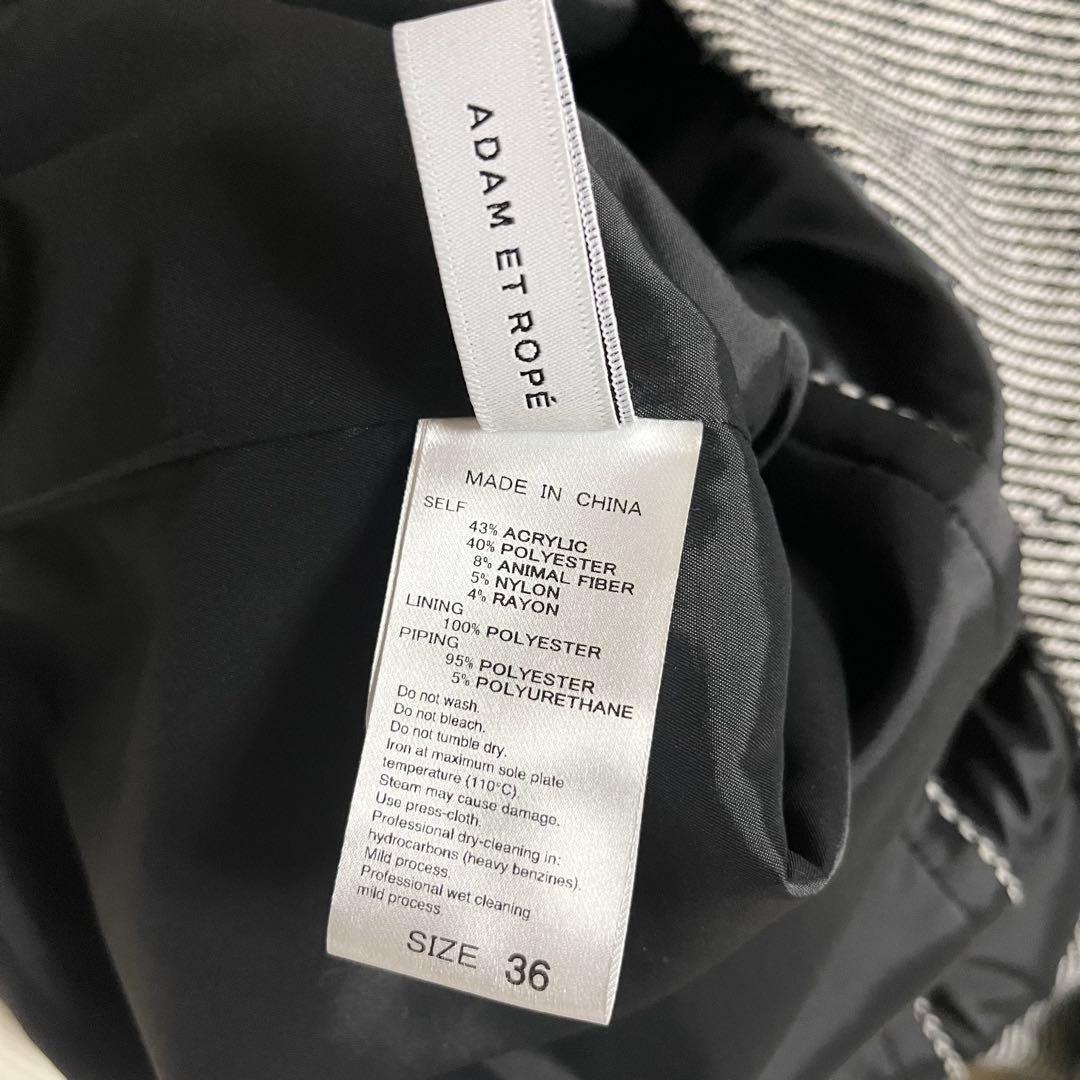 ADAM ET ROPÉ
MADE IN CHINA
SELF
43% ACRYLIC
40% POLYESTER
8% ANIMAL FIBER
5% NYLON
4% RAYON
LINING
100% POLYESTER
PIPING
95% POLYESTER
5% POLYURETHANE
Do not wash.
Do not bleach.
Do not tumble dry.
Iron at maximum sole plate
temperature (110°C).
Steam may cause damage.
Use press-cloth.
Professional dry-cleaning in:
hydrocarbons (heavy benzines).
Mild process.
Professional wet cleaning
mild process
SIZE 36